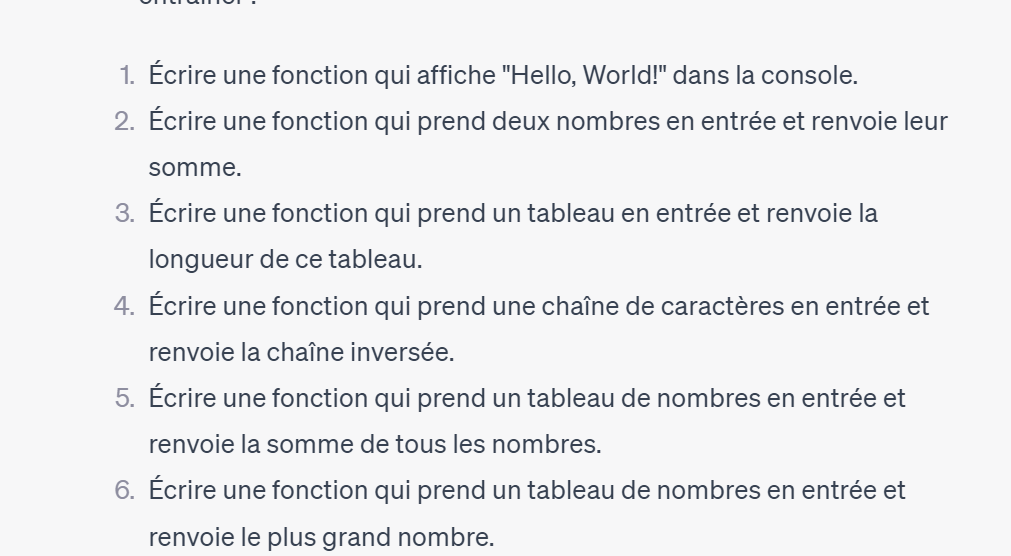 1. Écrire une fonction qui affiche "Hello, World!" dans la console.
2. Écrire une fonction qui prend deux nombres en entrée et renvoie leur
somme.
3. Écrire une fonction qui prend un tableau en entrée et renvoie la
longueur de ce tableau.
4. Écrire une fonction qui prend une chaîne de caractères en entrée et
renvoie la chaîne inversée.
5. Écrire une fonction qui prend un tableau de nombres en entrée et
renvoie la somme de tous les nombres.
6. Écrire une fonction qui prend un tableau de nombres en entrée et
renvoie le plus grand nombre.